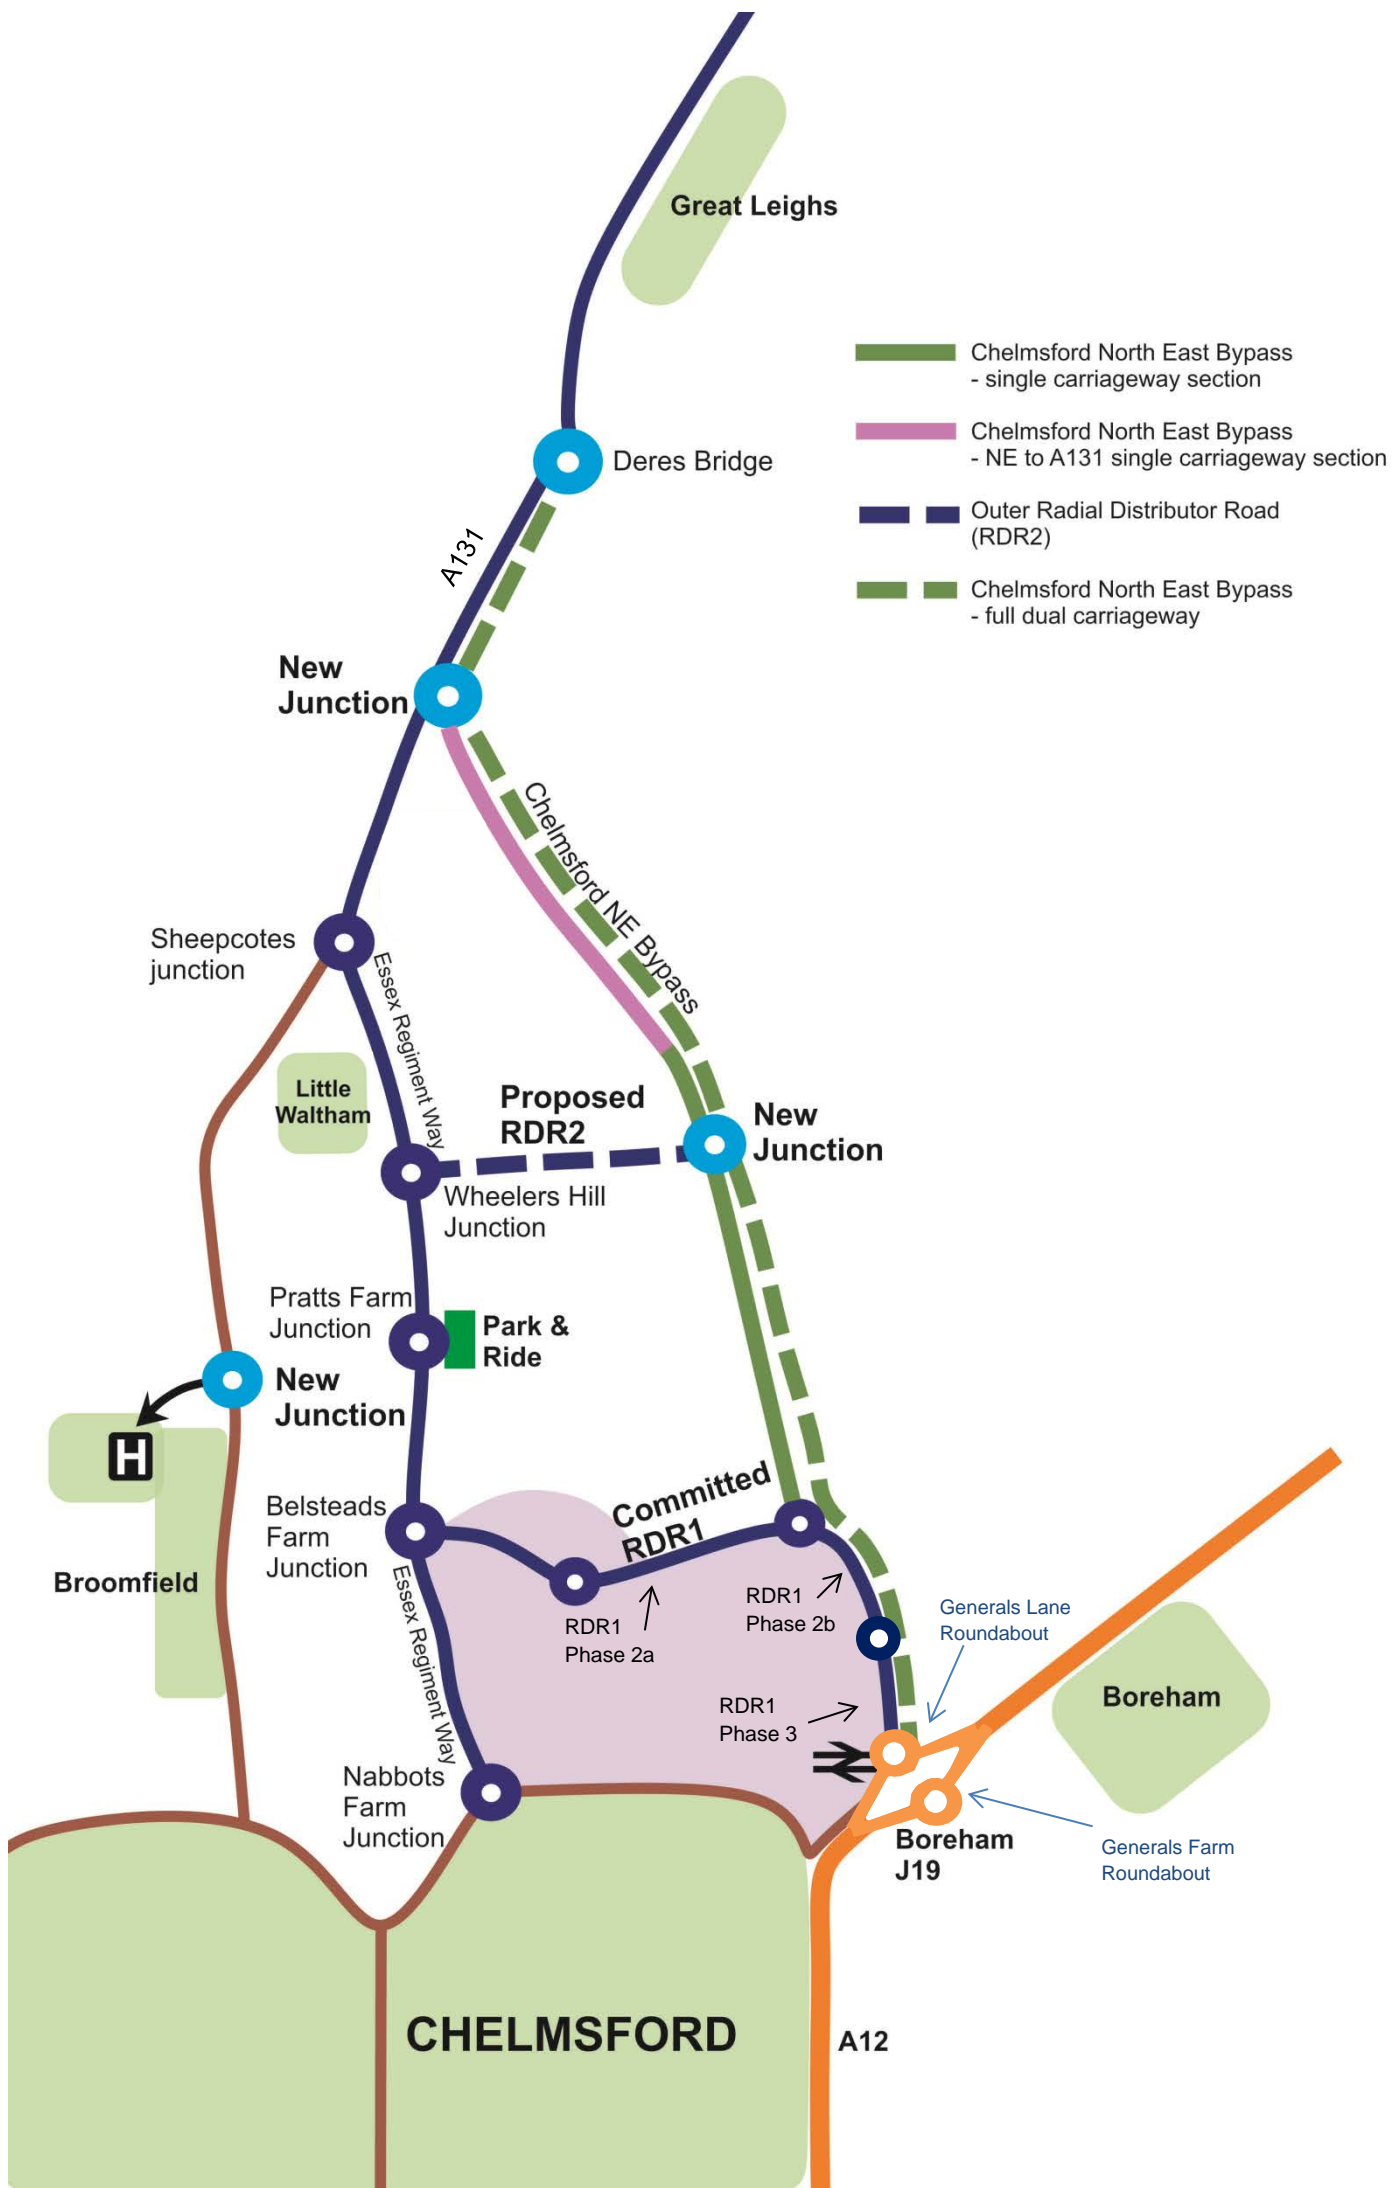 Great Leighs
Chelmsford North East Bypass
- single carriageway section
Chelmsford North East Bypass
- NE to A131 single carriageway section
Outer Radial Distributor Road
(RDR2)
Chelmsford North East Bypass
- full dual carriageway
Deres Bridge
A131
New
Junction
Chelmsford NE Bypass
Sheepcotes
junction
Essex Regiment Way
Little
Waltham
Proposed
RDR2
New
Junction
Wheelers Hill
Junction
Pratts Farm
Junction
Park &
Ride
New
Junction
H
Committed
RDR1
Belsteads
Farm
Junction
Broomfield
Essex Regiment Way
RDR1
Phase 2a
RDR1
Phase 2b
Generals Lane
Roundabout
RDR1
Phase 3
Boreham
Nabbots
Farm
Junction
Boreham
J19
Generals Farm
Roundabout
CHELMSFORD
A12